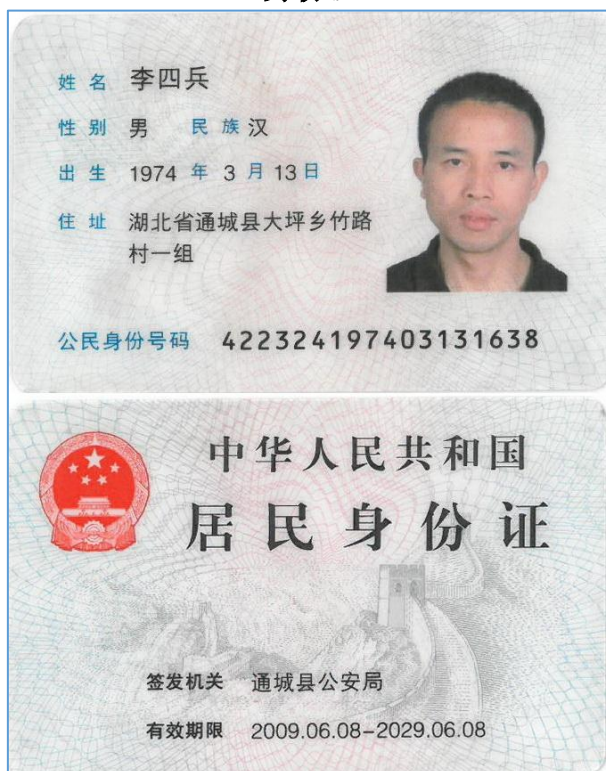 姓 名 李四兵
性 别 男 民 族 汉
出 生 1974 年 3 月 13 日
住 址 湖北省通城县大坪乡竹路
村一组
公民身份号码 422324197403131638
中华人民共和国
居民身份证
签发机关 通城县公安局
有效期限 2009.06.08-2029.06.08